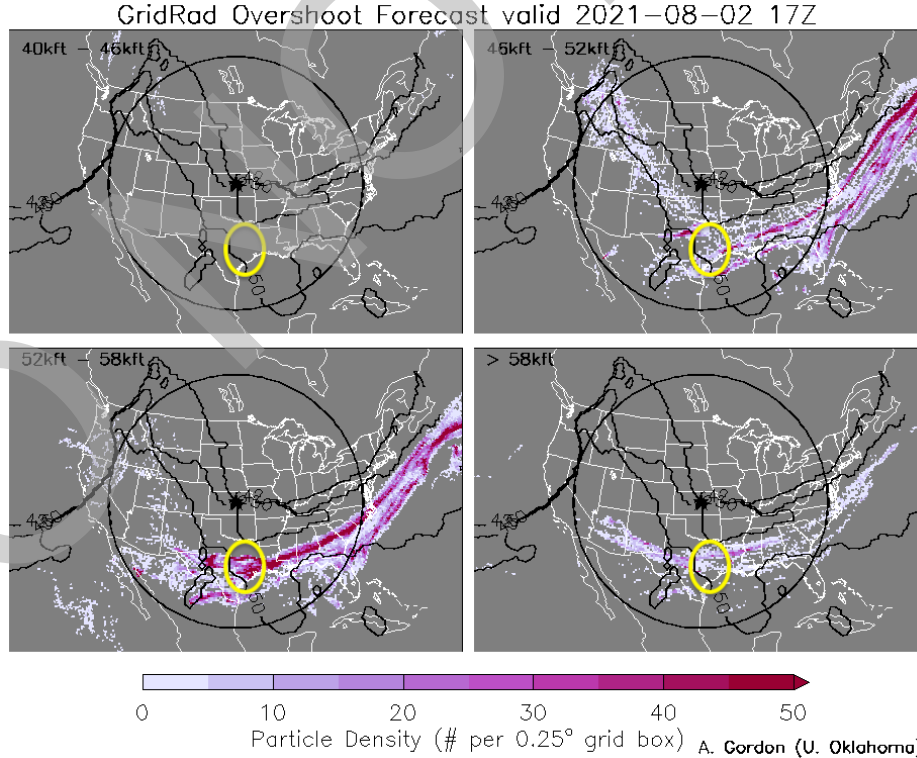 GridRad Overshoot Forecast valid 2021-08-02 17Z
40kft - 46kft
46kft - 52kft
52kft - 58kft
> 58kft
0 10 20 30 40 50
Particle Density (# per 0.25° grid box)
A. Gordon (U. Oklahoma)